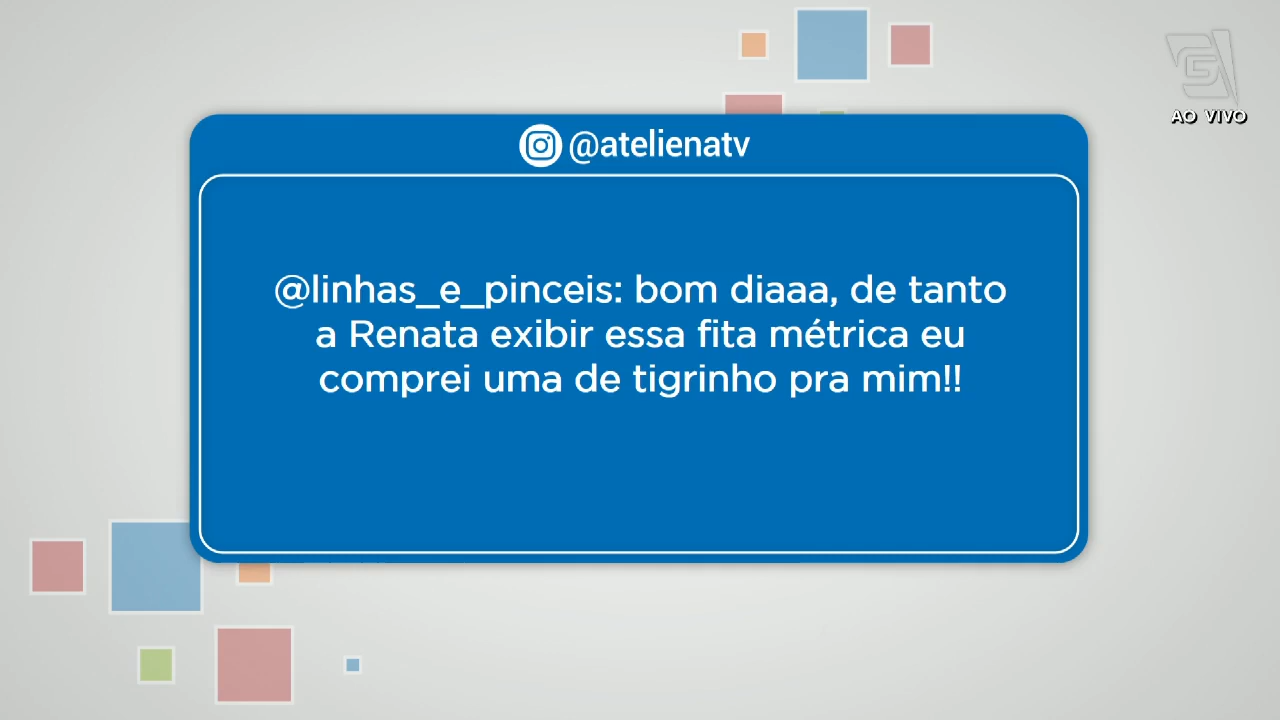 @atelienatv
AO VIVO
@linhas_e_pinceis: bom diaaa, de tanto
a Renata exibir essa fita métrica eu
comprei uma de tigrinho pra mim!!